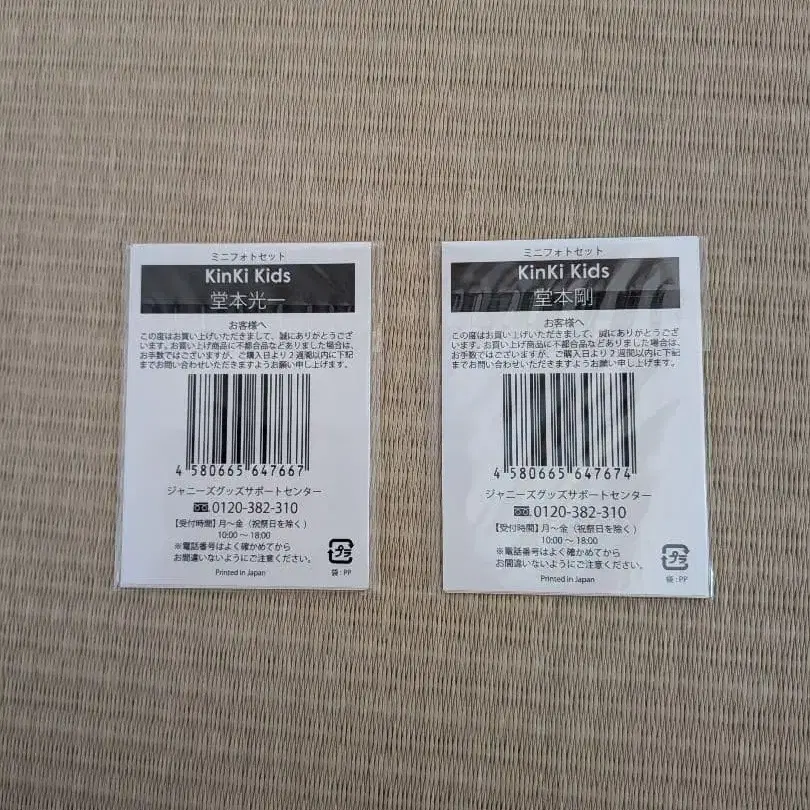 ミニフォトセット
KinKi Kids
堂本光一
お客様へ
この度はお買い上げいただきまして、誠にありがとうござ
います。お買い上げ商品に不都合品などありました場合は、
お手数ではございますが、ご購入日より2週間以内に下記
までお問い合わせいただきますようお願い申し上げます。
4 580665 647667
ジャニーズグッズサポートセンター
0120-382-310
【受付時間】月~金(祝祭日を除く)
10:00~18:00
※電話番号はよく確かめてから
お間違いないようにご注意ください。
Printed in Japan
プラ
袋:PP
ミニフォトセット
KinKi Kids
堂本剛
お客様へ
この度はお買い上げいただきまして、誠にありがとうござ
います。お買い上げ商品に不都合品などありました場合は、
お手数ではございますが、ご購入日より2週間以内に下記
までお問い合わせいただきますようお願い申し上げます。
4 580665 647674
ジャニーズグッズサポートセンター
0120-382-310
【受付時間】月~金(祝祭日を除く)
10:00~18:00
※電話番号はよく確かめてから
お間違いないようにご注意ください。
Printed in Japan
プラ
袋:PP